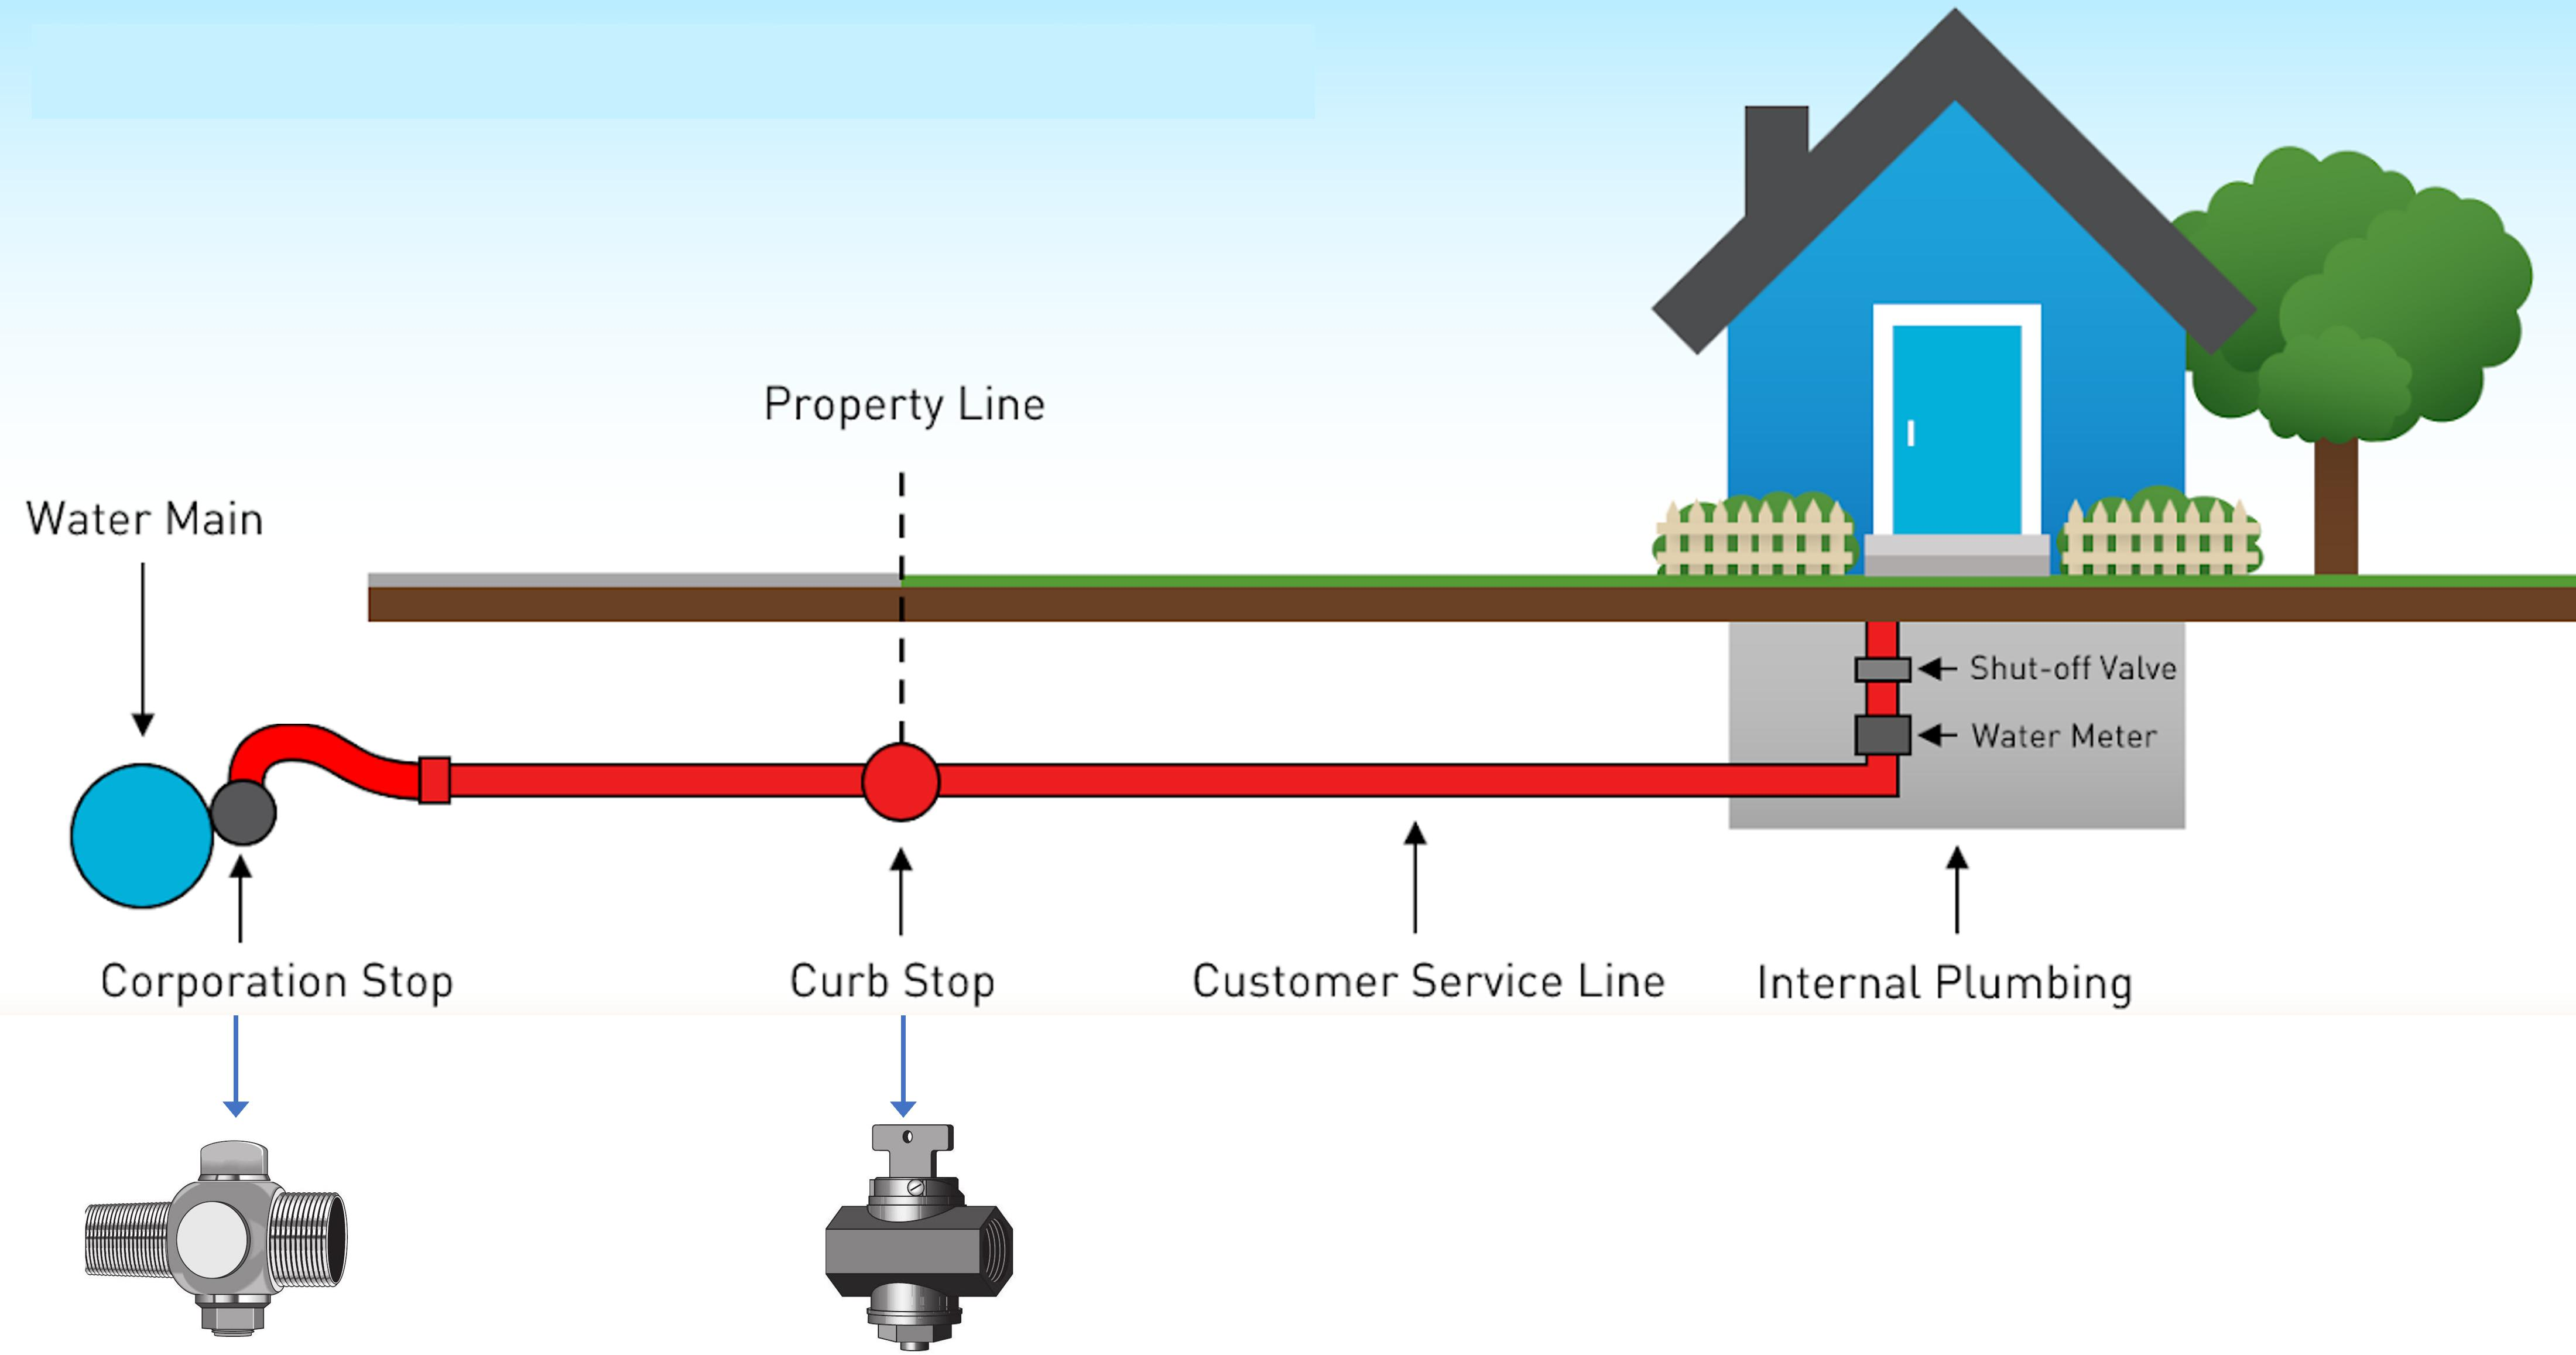 Property Line
Water Main
Shut-off Valve
Water Meter
Corporation Stop
Curb Stop
Customer Service Line
Internal Plumbing